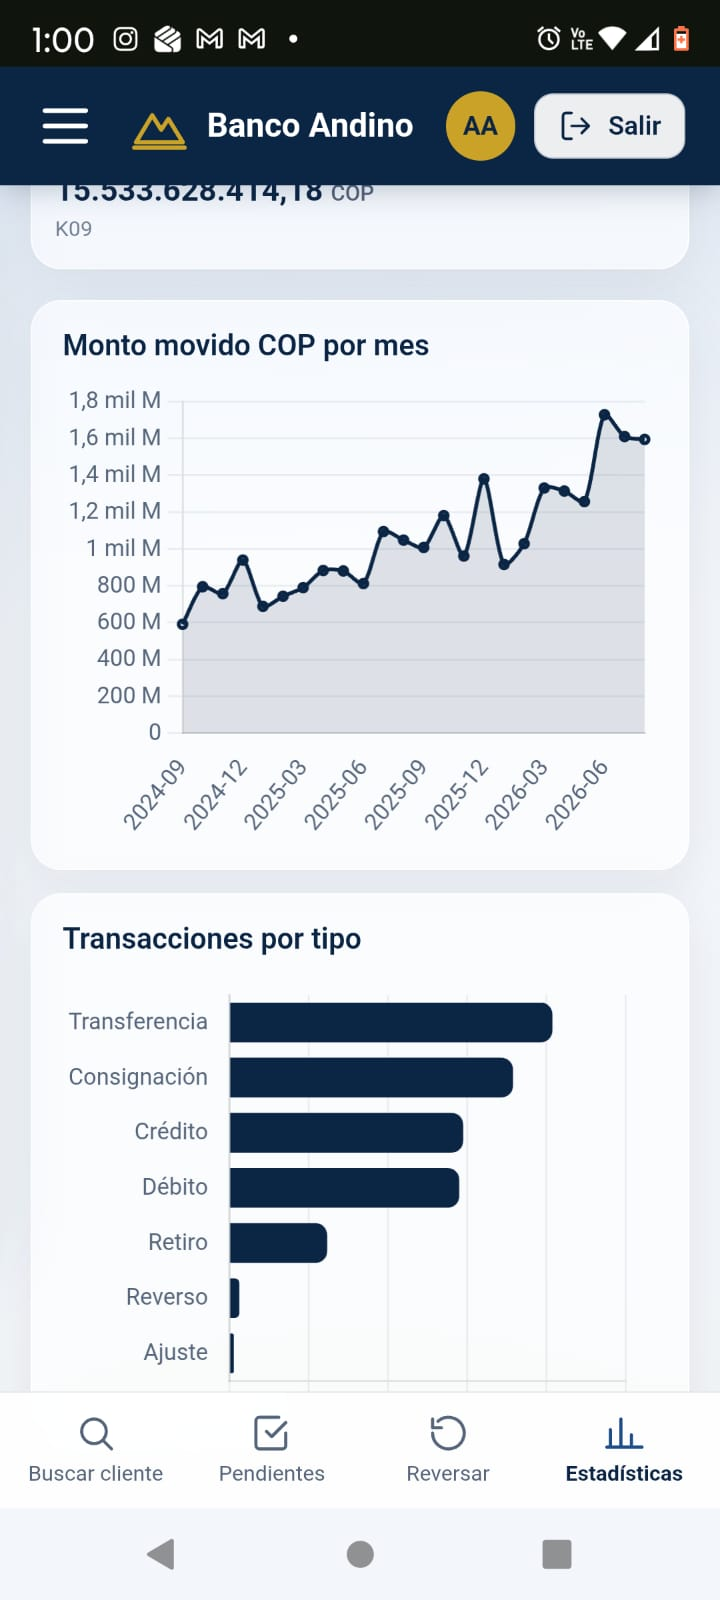 1:00
Vo
LTE
Banco Andino
AA
Salir
15.533.628.414,18 COP
K09
Monto movido COP por mes
1,8 mil M
1,6 mil M
1,4 mil M
1,2 mil M
1 mil M
800 M
600 M
400 M
200 M
0
2024-09
2024-12
2025-03
2025-06
2025-09
2025-12
2026-03
2026-06
Transacciones por tipo
Transferencia
Consignación
Crédito
Débito
Retiro
Reverso
Ajuste
Buscar cliente
Pendientes
Reversar
Estadísticas